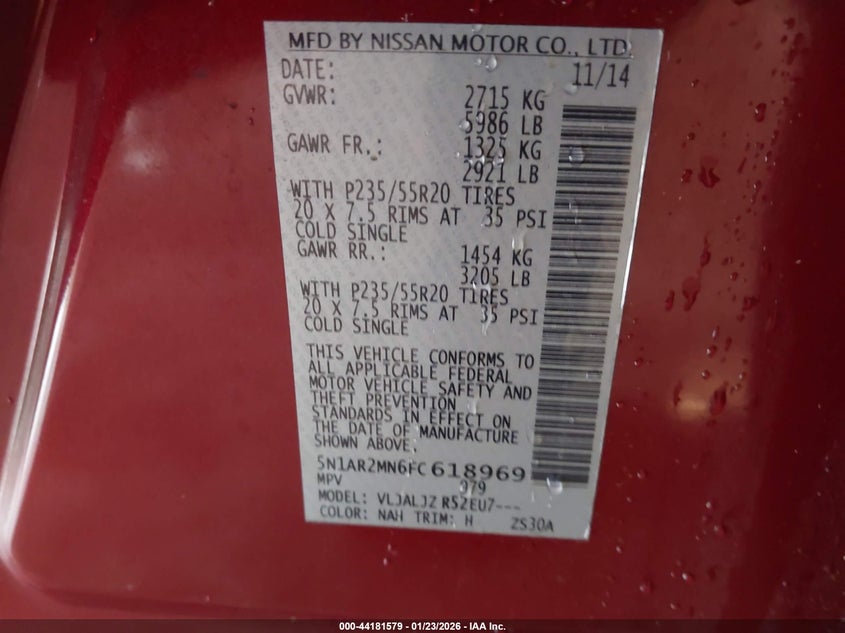 MFD BY NISSAN MOTOR CO., LTD.
DATE: 11/14
GVWR: 2715 KG
5986 LB
GAWR FR.: 1325 KG
2921 LB
WITH P235/55R20 TIRES
20 X 7.5 RIMS AT 35 PSI
COLD SINGLE
GAWR RR.: 1454 KG
3205 LB
WITH P235/55R20 TIRES
20 X 7.5 RIMS AT 35 PSI
COLD SINGLE
THIS VEHICLE CONFORMS TO
ALL APPLICABLE FEDERAL
MOTOR VEHICLE SAFETY AND
THEFT PREVENTION
STANDARDS IN EFFECT ON
THE DATE OF MANUFACTURE
SHOWN ABOVE.
5N1AR2MN6FC618969
MPV 979
MODEL: VLJALJZ R52EU7---
COLOR: NAH TRIM: H ZS30A
000-44181579 — 01/23/2026 — IAA Inc.